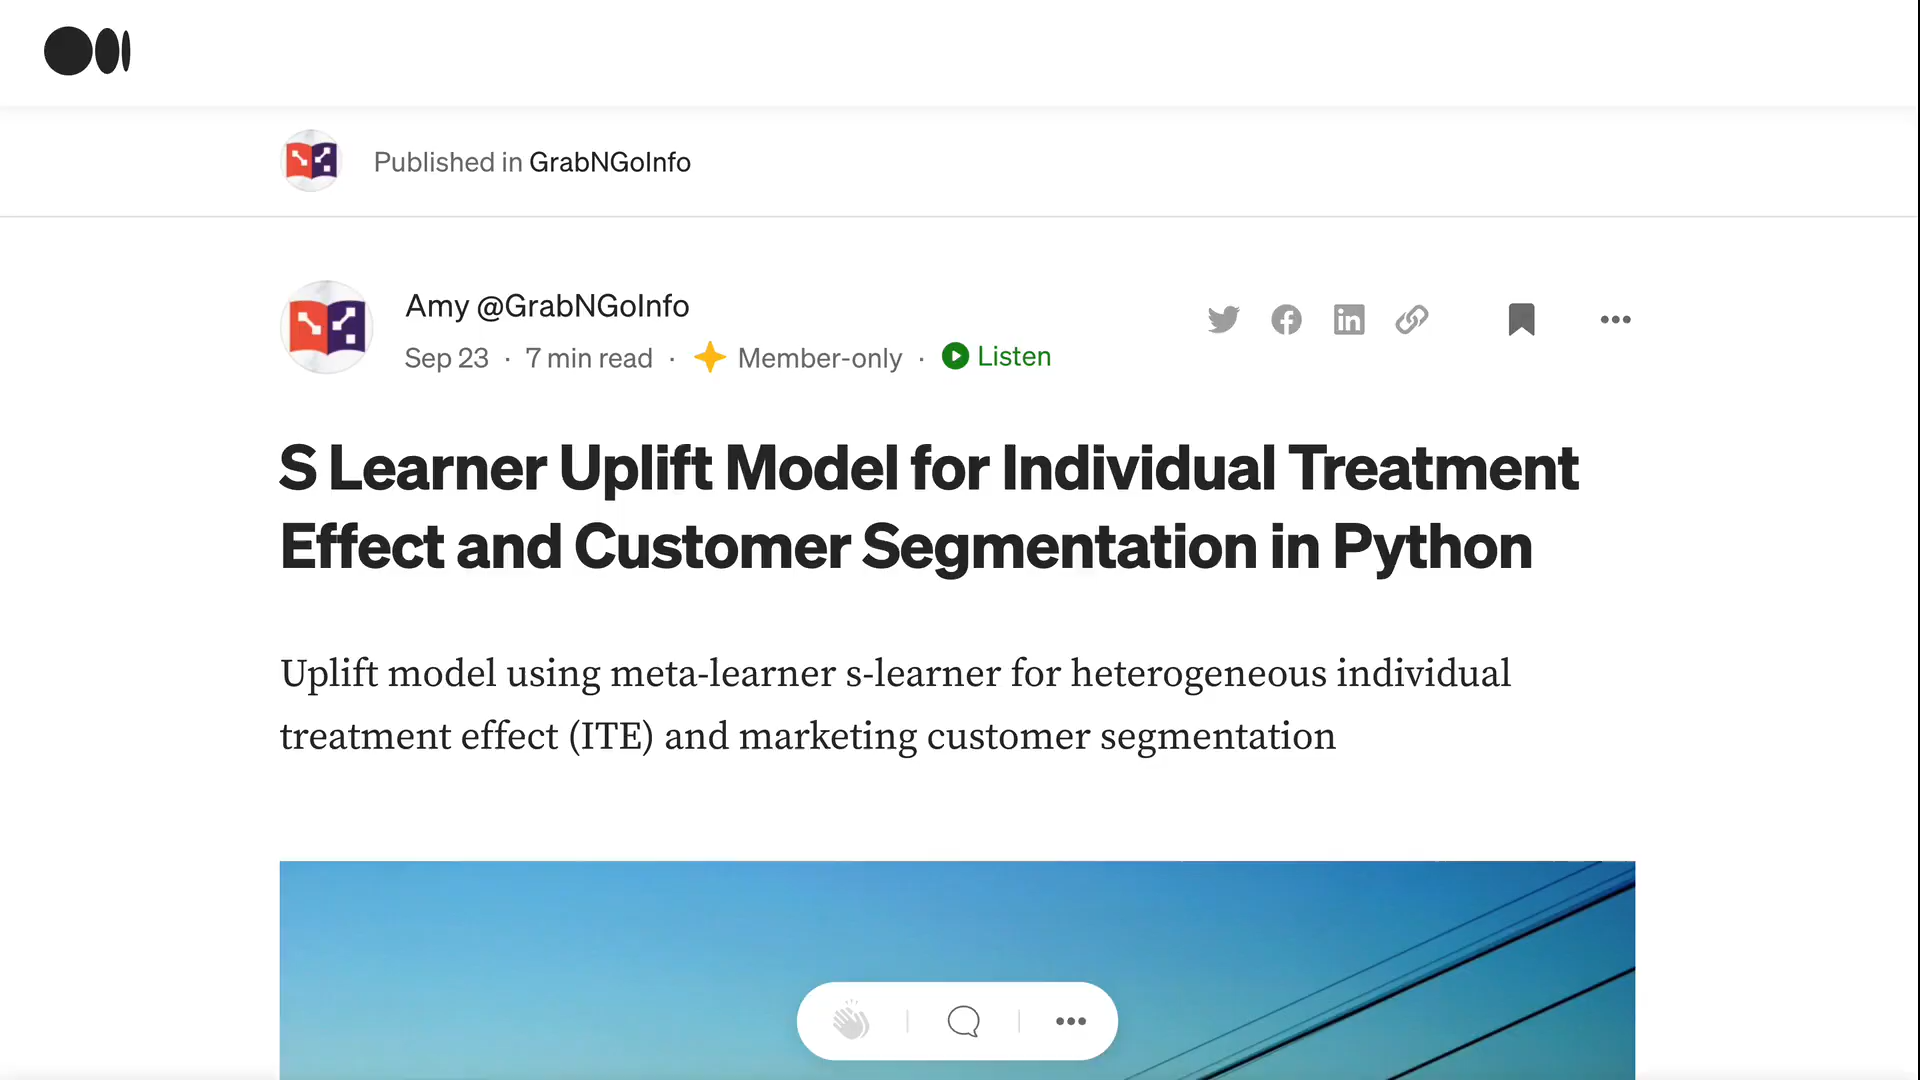 Published in GrabNGoInfo
Amy @GrabNGoInfo
Sep 23 · 7 min read · Member-only · Listen
S Learner Uplift Model for Individual Treatment
Effect and Customer Segmentation in Python
Uplift model using meta-learner s-learner for heterogeneous individual
treatment effect (ITE) and marketing customer segmentation